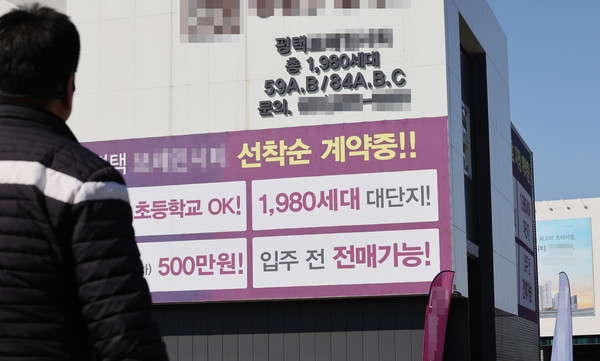 평택
총 1,980세대
59A.B / 84A.B.C
문의.
택 선착순 계약중!!
초등학교 OK!
1,980세대 대단지!
500만원!
입주 전 전매가능!